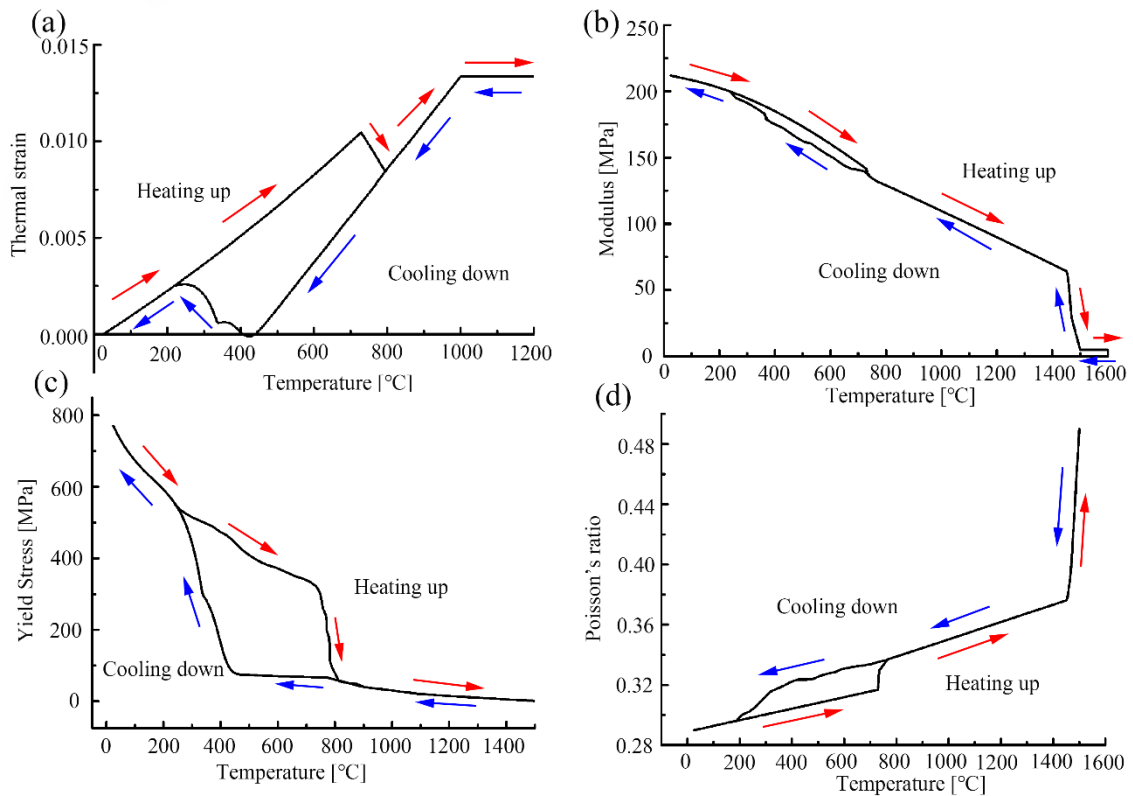 (a)
0.015
0.010
0.005
0.000
Thermal strain
Heating up
Cooling down
0 200 400 600 800 1000 1200
Temperature [°C]
(b)
250
200
150
100
50
0
Modulus [MPa]
Heating up
Cooling down
0 200 400 600 800 1000 1200 1400 1600
Temperature [°C]
(c)
800
600
400
200
0
Yield Stress [MPa]
Heating up
Cooling down
0 200 400 600 800 1000 1200 1400
Temperature [°C]
(d)
0.48
0.44
0.40
0.36
0.32
0.28
Poisson's ratio
Cooling down
Heating up
0 200 400 600 800 1000 1200 1400 1600
Temperature [°C]